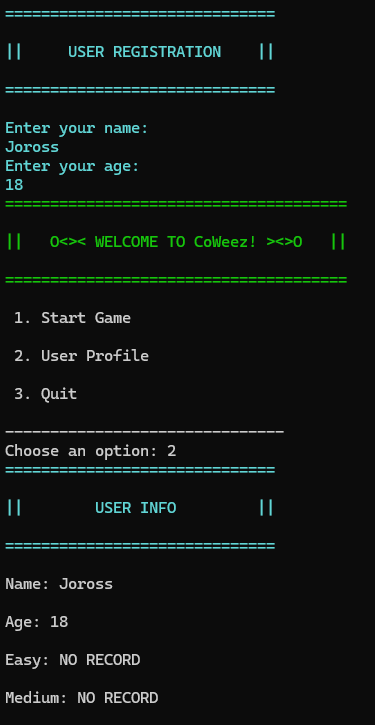 ==============================
||     USER REGISTRATION    ||
==============================
Enter your name:
Joross
Enter your age:
18
======================================
||   O<>< WELCOME TO CoWeez! ><>O   ||
======================================
1. Start Game
2. User Profile
3. Quit
-------------------------------
Choose an option: 2
==============================
||        USER INFO         ||
==============================
Name: Joross
Age: 18
Easy: NO RECORD
Medium: NO RECORD